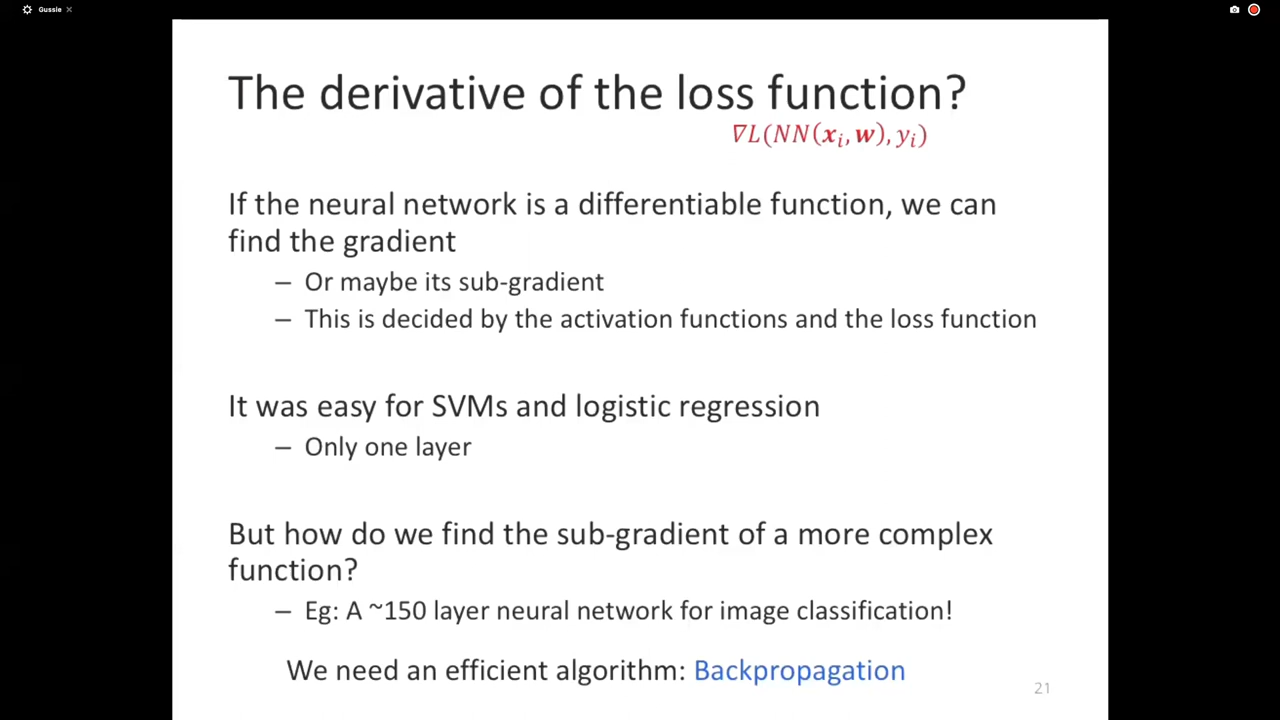 Gussie
The derivative of the loss function?
∇L(NN(𝒙ᵢ, 𝒘), yᵢ)
If the neural network is a differentiable function, we can
find the gradient
– Or maybe its sub-gradient
– This is decided by the activation functions and the loss function
It was easy for SVMs and logistic regression
– Only one layer
But how do we find the sub-gradient of a more complex
function?
– Eg: A ~150 layer neural network for image classification!
We need an efficient algorithm: Backpropagation
21